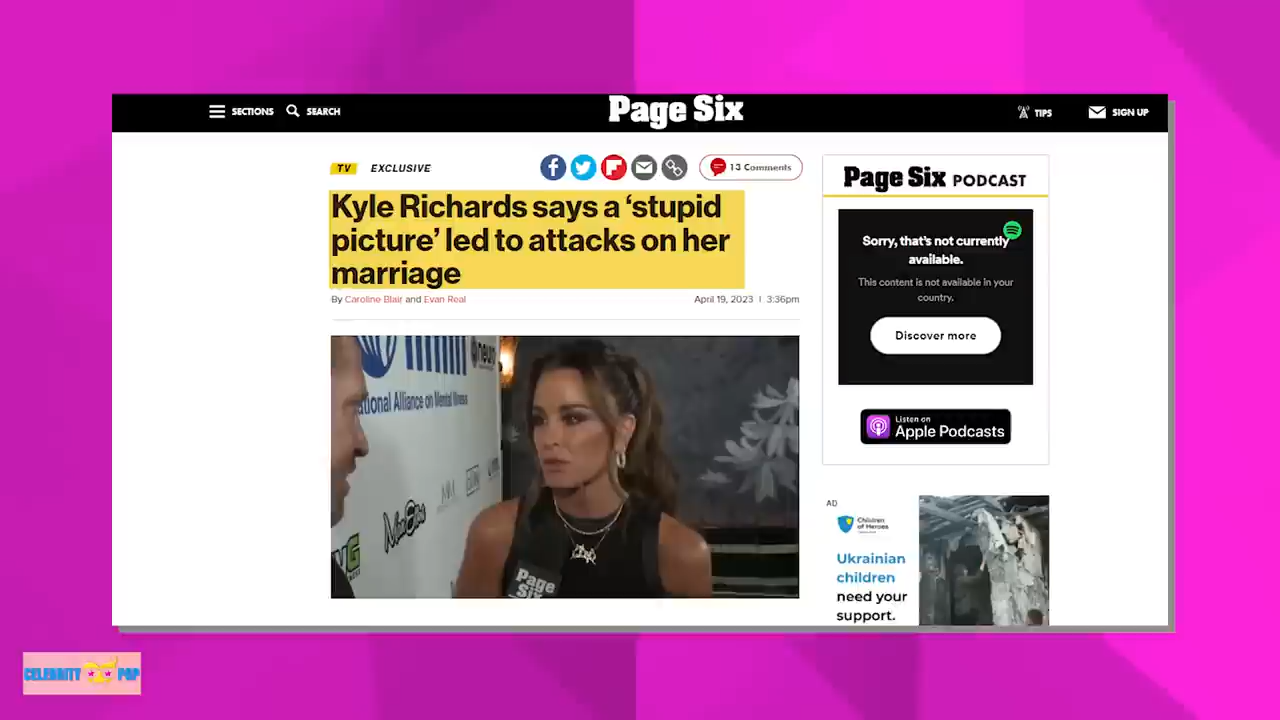 SECTIONS
SEARCH
Page Six
TIPS
SIGN UP
TV
EXCLUSIVE
13 Comments
Kyle Richards says a ‘stupid
picture’ led to attacks on her
marriage
By Caroline Blair and Evan Real
April 19, 2023 | 3:36pm
National Alliance on Mental Illness
Page
Six
Page Six PODCAST
Sorry, that's not currently
available.
This content is not available in your
country.
Discover more
Listen on
Apple Podcasts
AD
Children
of Heroes
Ukrainian
children
need your
support.
CELEBRITY POP